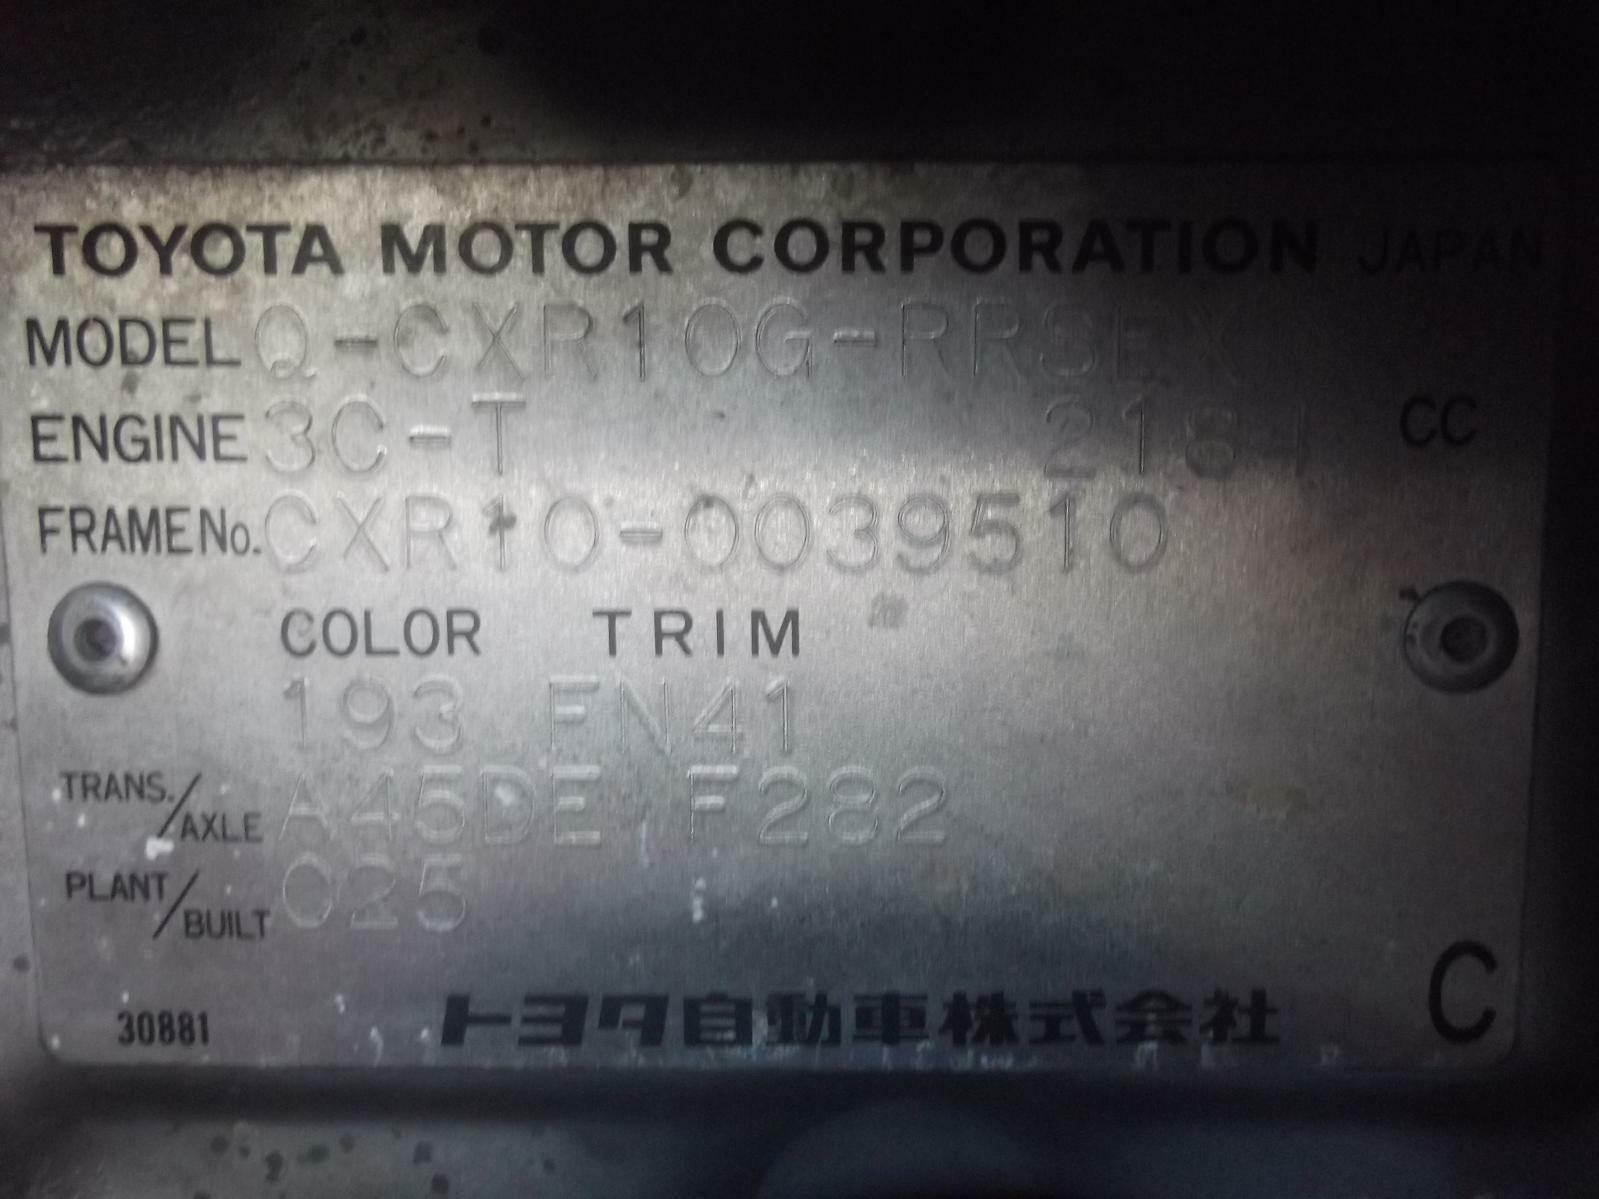 TOYOTA MOTOR CORPORATION JAPAN
MODEL Q-CXR10G-RRSEX
ENGINE 3C-T 2184 CC
FRAME No. CXR10-0039510
COLOR TRIM
193 FN41
TRANS./AXLE A45DE F282
PLANT/BUILT C25
30881 トヨタ自動車株式会社 C